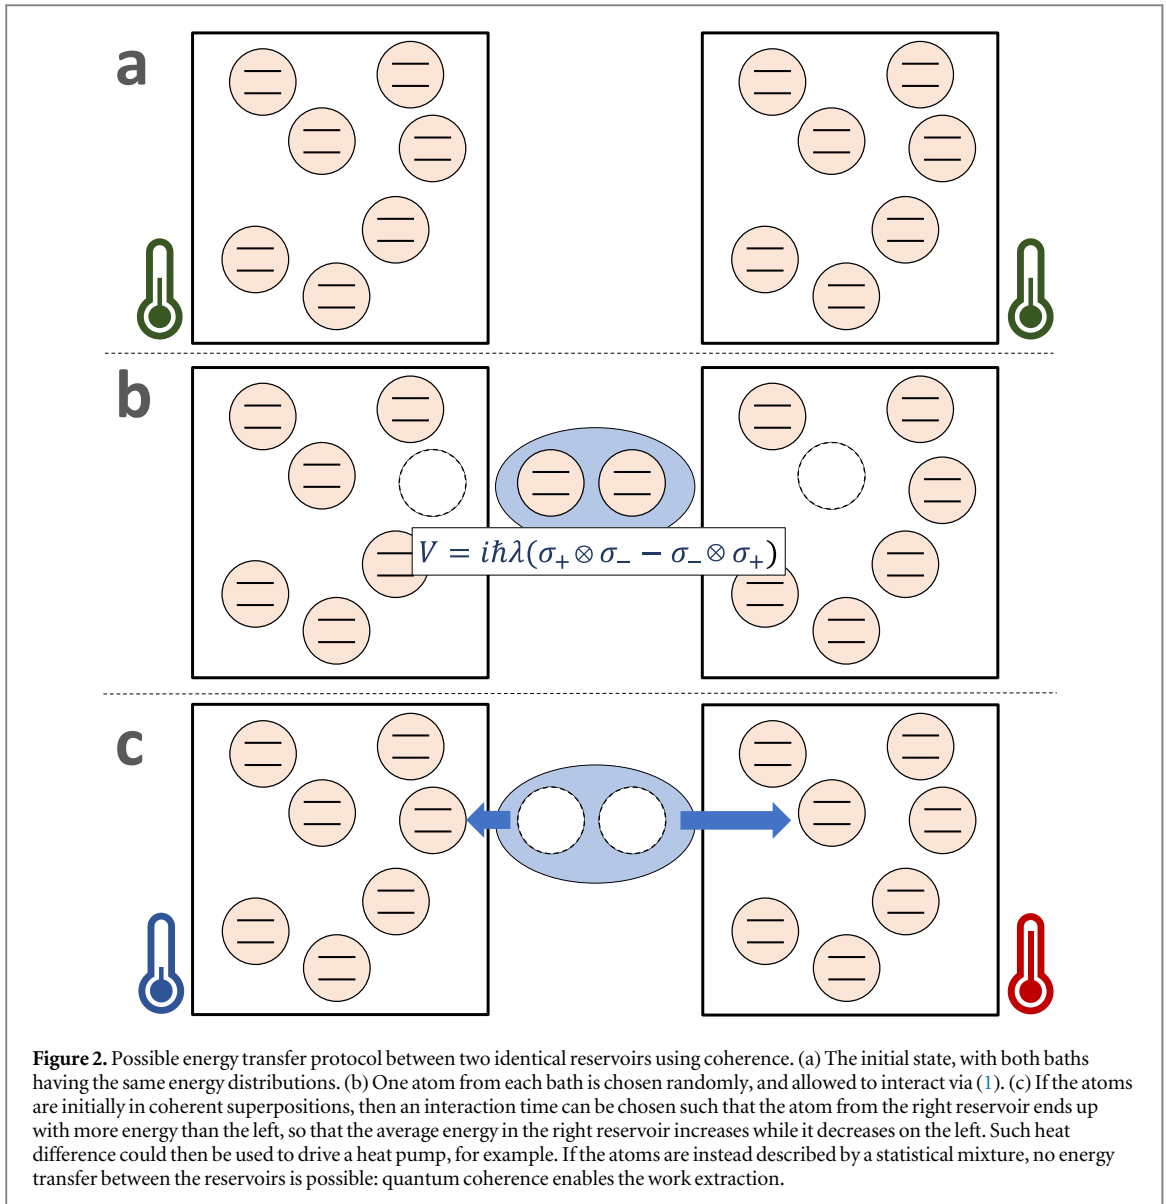 a
b
V = iħλ(σ₊ ⊗ σ₋ − σ₋ ⊗ σ₊)
c
Figure 2. Possible energy transfer protocol between two identical reservoirs using coherence. (a) The initial state, with both baths
having the same energy distributions. (b) One atom from each bath is chosen randomly, and allowed to interact via (1). (c) If the atoms
are initially in coherent superpositions, then an interaction time can be chosen such that the atom from the right reservoir ends up
with more energy than the left, so that the average energy in the right reservoir increases while it decreases on the left. Such heat
difference could then be used to drive a heat pump, for example. If the atoms are instead described by a statistical mixture, no energy
transfer between the reservoirs is possible: quantum coherence enables the work extraction.